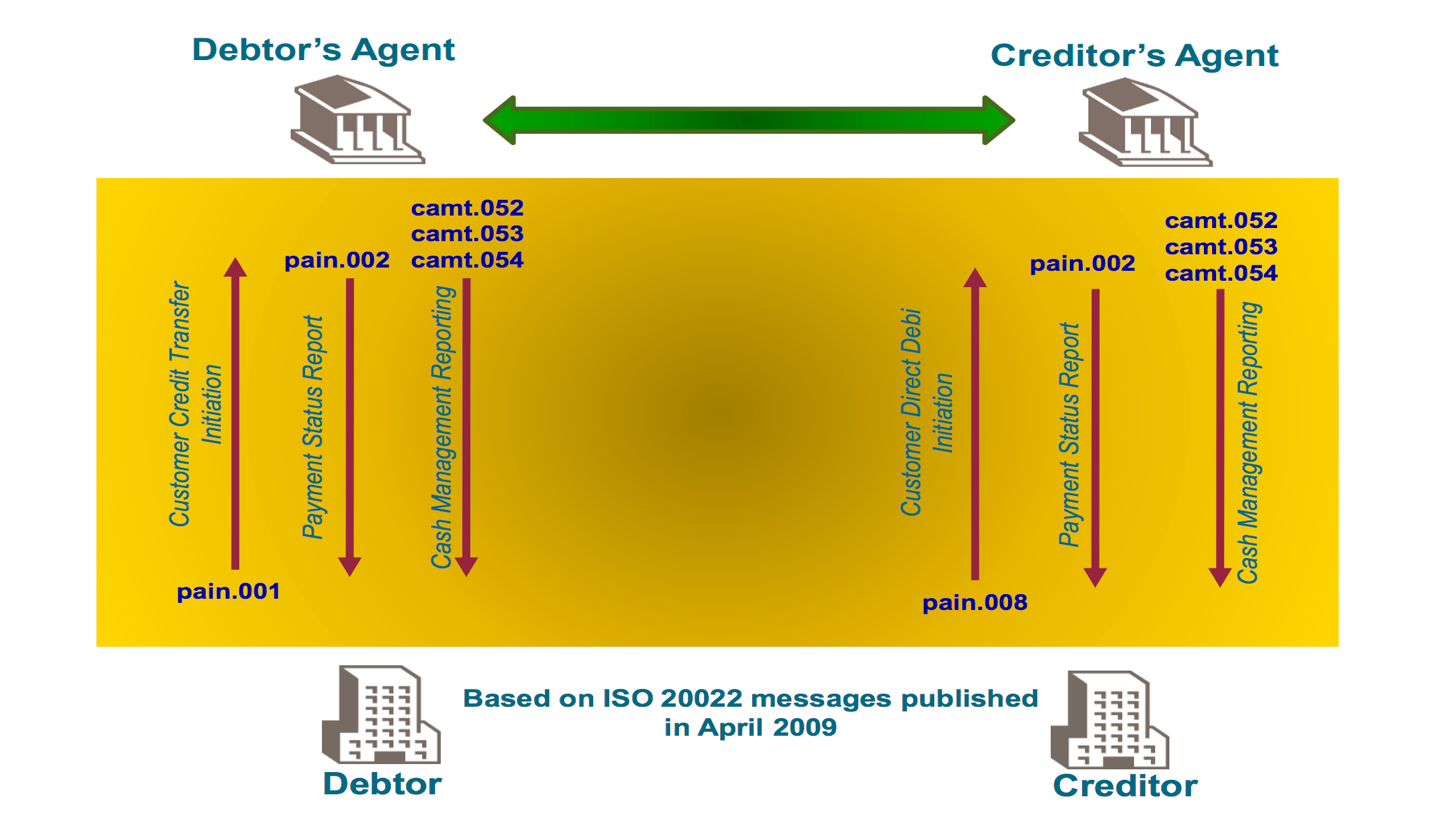 Debtor’s Agent
Creditor’s Agent
camt.052
camt.053
pain.002
camt.054
Customer Credit Transfer
Initiation
Payment Status Report
Cash Management Reporting
pain.001
camt.052
camt.053
pain.002
camt.054
Customer Direct Debi
Initiation
Payment Status Report
Cash Management Reporting
pain.008
Based on ISO 20022 messages published
in April 2009
Debtor
Creditor